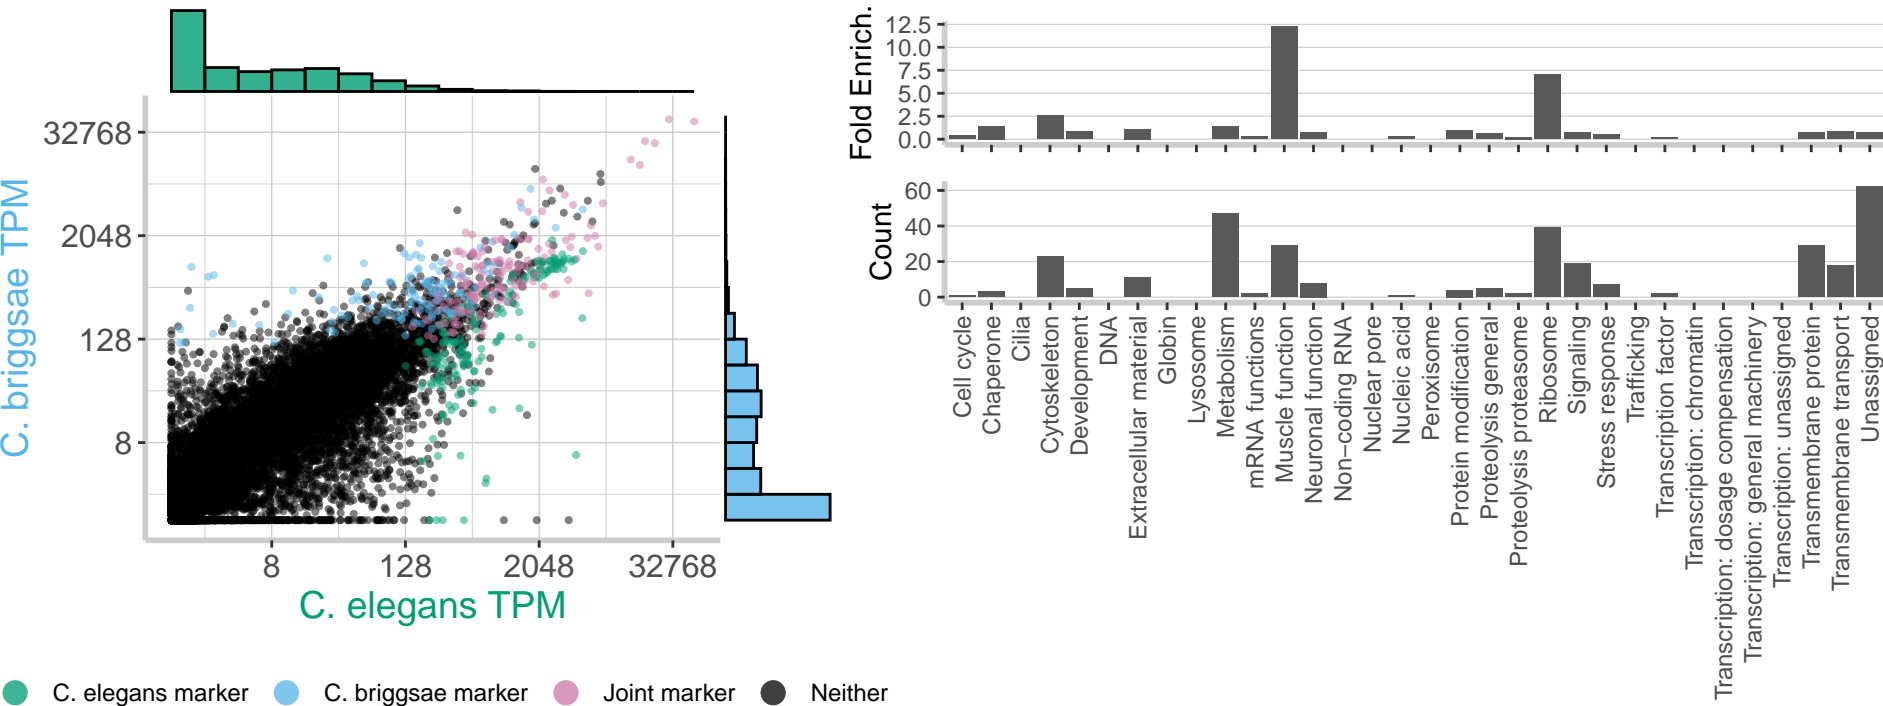 32768
2048
128
8
C. briggsae TPM
8
128
2048
32768
C. elegans TPM
C. elegans marker
C. briggsae marker
Joint marker
Neither
Fold Enrich.
12.5
10.0
7.5
5.0
2.5
0.0
Count
60
40
20
0
Cell cycle
Chaperone
Cilia
Cytoskeleton
Development
DNA
Extracellular material
Globin
Lysosome
Metabolism
mRNA functions
Muscle function
Neuronal function
Non−coding RNA
Nuclear pore
Nucleic acid
Peroxisome
Protein modification
Proteolysis general
Proteolysis proteasome
Ribosome
Signaling
Stress response
Trafficking
Transcription factor
Transcription: chromatin
Transcription: dosage compensation
Transcription: general machinery
Transcription: unassigned
Transmembrane protein
Transmembrane transport
Unassigned